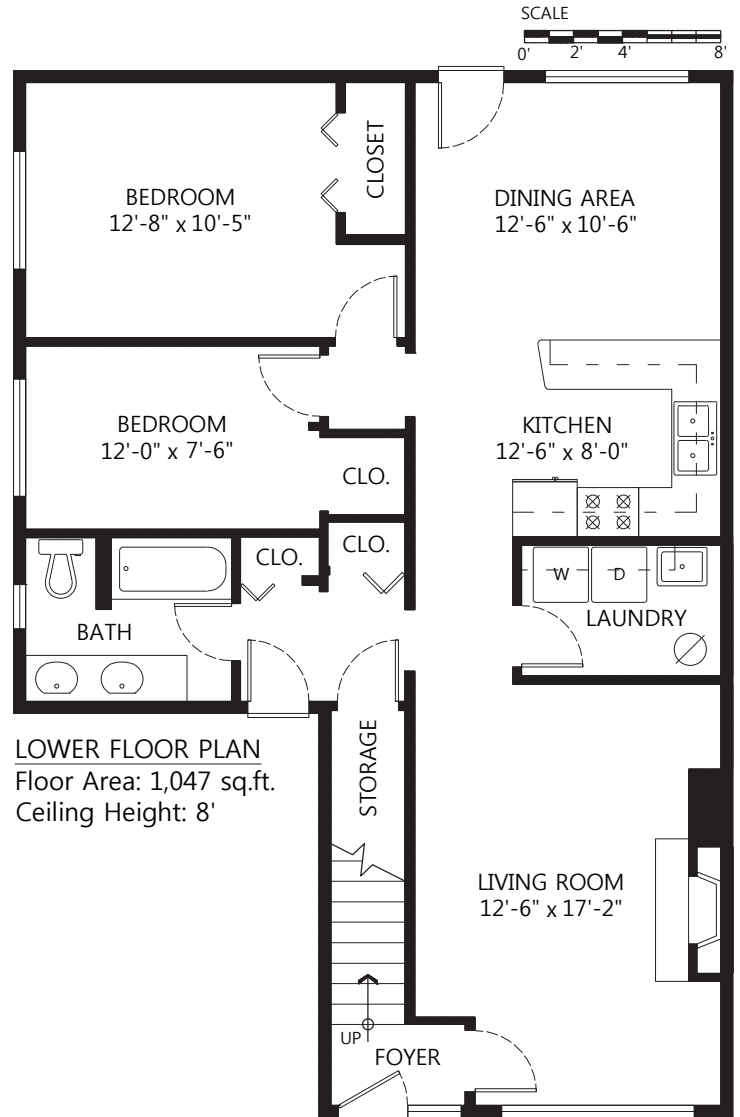 SCALE
0' 2' 4' 8'
BEDROOM
12'-8" x 10'-5"
CLOSET
DINING AREA
12'-6" x 10'-6"
BEDROOM
12'-0" x 7'-6"
KITCHEN
12'-6" x 8'-0"
CLO.
CLO.
CLO.
W
D
BATH
LAUNDRY
LOWER FLOOR PLAN
Floor Area: 1,047 sq.ft.
Ceiling Height: 8'
STORAGE
LIVING ROOM
12'-6" x 17'-2"
UP
FOYER